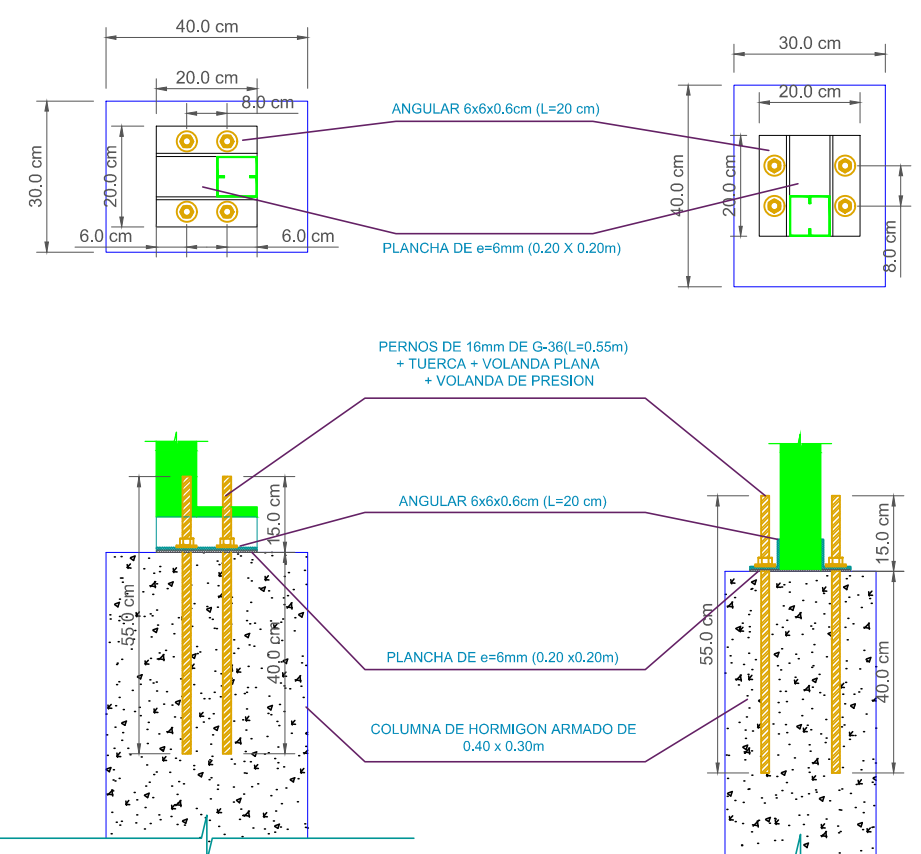 40.0 cm
20.0 cm
8.0 cm
30.0 cm
20.0 cm
6.0 cm
6.0 cm
ANGULAR 6x6x0.6cm (L=20 cm)
PLANCHA DE e=6mm (0.20 X 0.20m)
30.0 cm
20.0 cm
40.0 cm
20.0 cm
8.0 cm
PERNOS DE 16mm DE G-36(L=0.55m)
+ TUERCA + VOLANDA PLANA
+ VOLANDA DE PRESION
ANGULAR 6x6x0.6cm (L=20 cm)
PLANCHA DE e=6mm (0.20 x0.20m)
COLUMNA DE HORMIGON ARMADO DE
0.40 x 0.30m
55.0 cm
15.0 cm
40.0 cm
55.0 cm
15.0 cm
40.0 cm